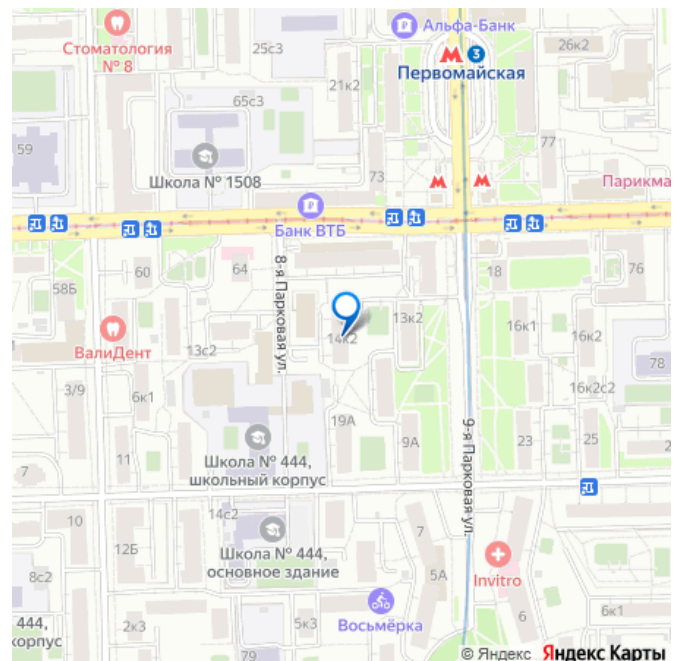 Стоматология
№ 8
25с3
Альфа-Банк
М 3
Первомайская
26к2
21к2
65с3
59
Школа № 1508
73
77
М
М
Парикма
Банк ВТБ
60
64
8-я Парковая ул.
18
76
58Б
ВалиДент
13с2
14к2
13к2
16к1
78
3/9
6к1
16к2с2
19А
9А
9-я Парковая ул.
23
25
2
7
11
Школа № 444,
школьный корпус
10
14с2
12Б
Школа № 444,
основное здание
7
5А
Invitro
8с2
Восьмёрка
6
6к1
444,
корпус
2к3
79
© Яндекс Яндекс Карты